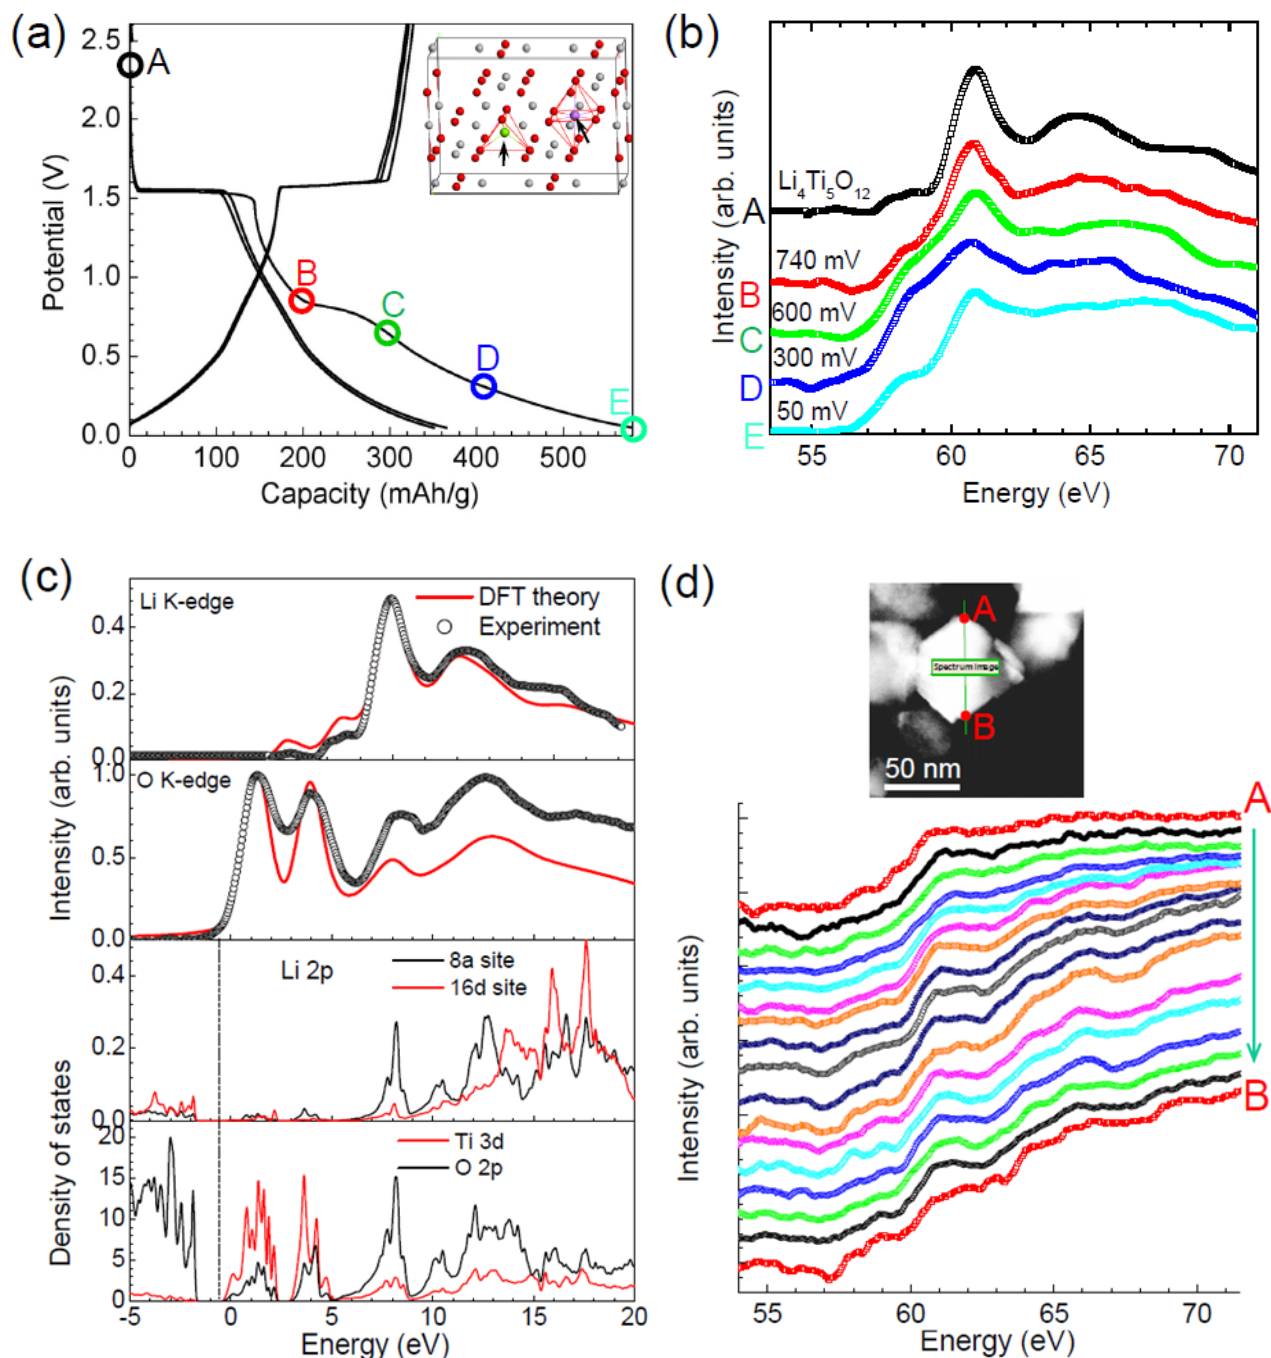 (a)
2.5
2.0
1.5
1.0
0.5
0.0
Potential (V)
A
B
C
D
E
0 100 200 300 400 500
Capacity (mAh/g)
(b)
Intensity (arb. units)
Li4Ti5O12
A
740 mV
B
600 mV
C
300 mV
D
50 mV
E
55 60 65 70
Energy (eV)
(c)
Li K-edge
DFT theory
Experiment
0.4
0.2
0.0
O K-edge
1.0
0.5
0.0
Intensity (arb. units)
Li 2p
8a site
16d site
0.4
0.2
0.0
Ti 3d
O 2p
20
15
10
5
0
Density of states
-5 0 5 10 15 20
Energy (eV)
(d)
A
Spectrum Image
B
50 nm
A
B
Intensity (arb. units)
55 60 65 70
Energy (eV)